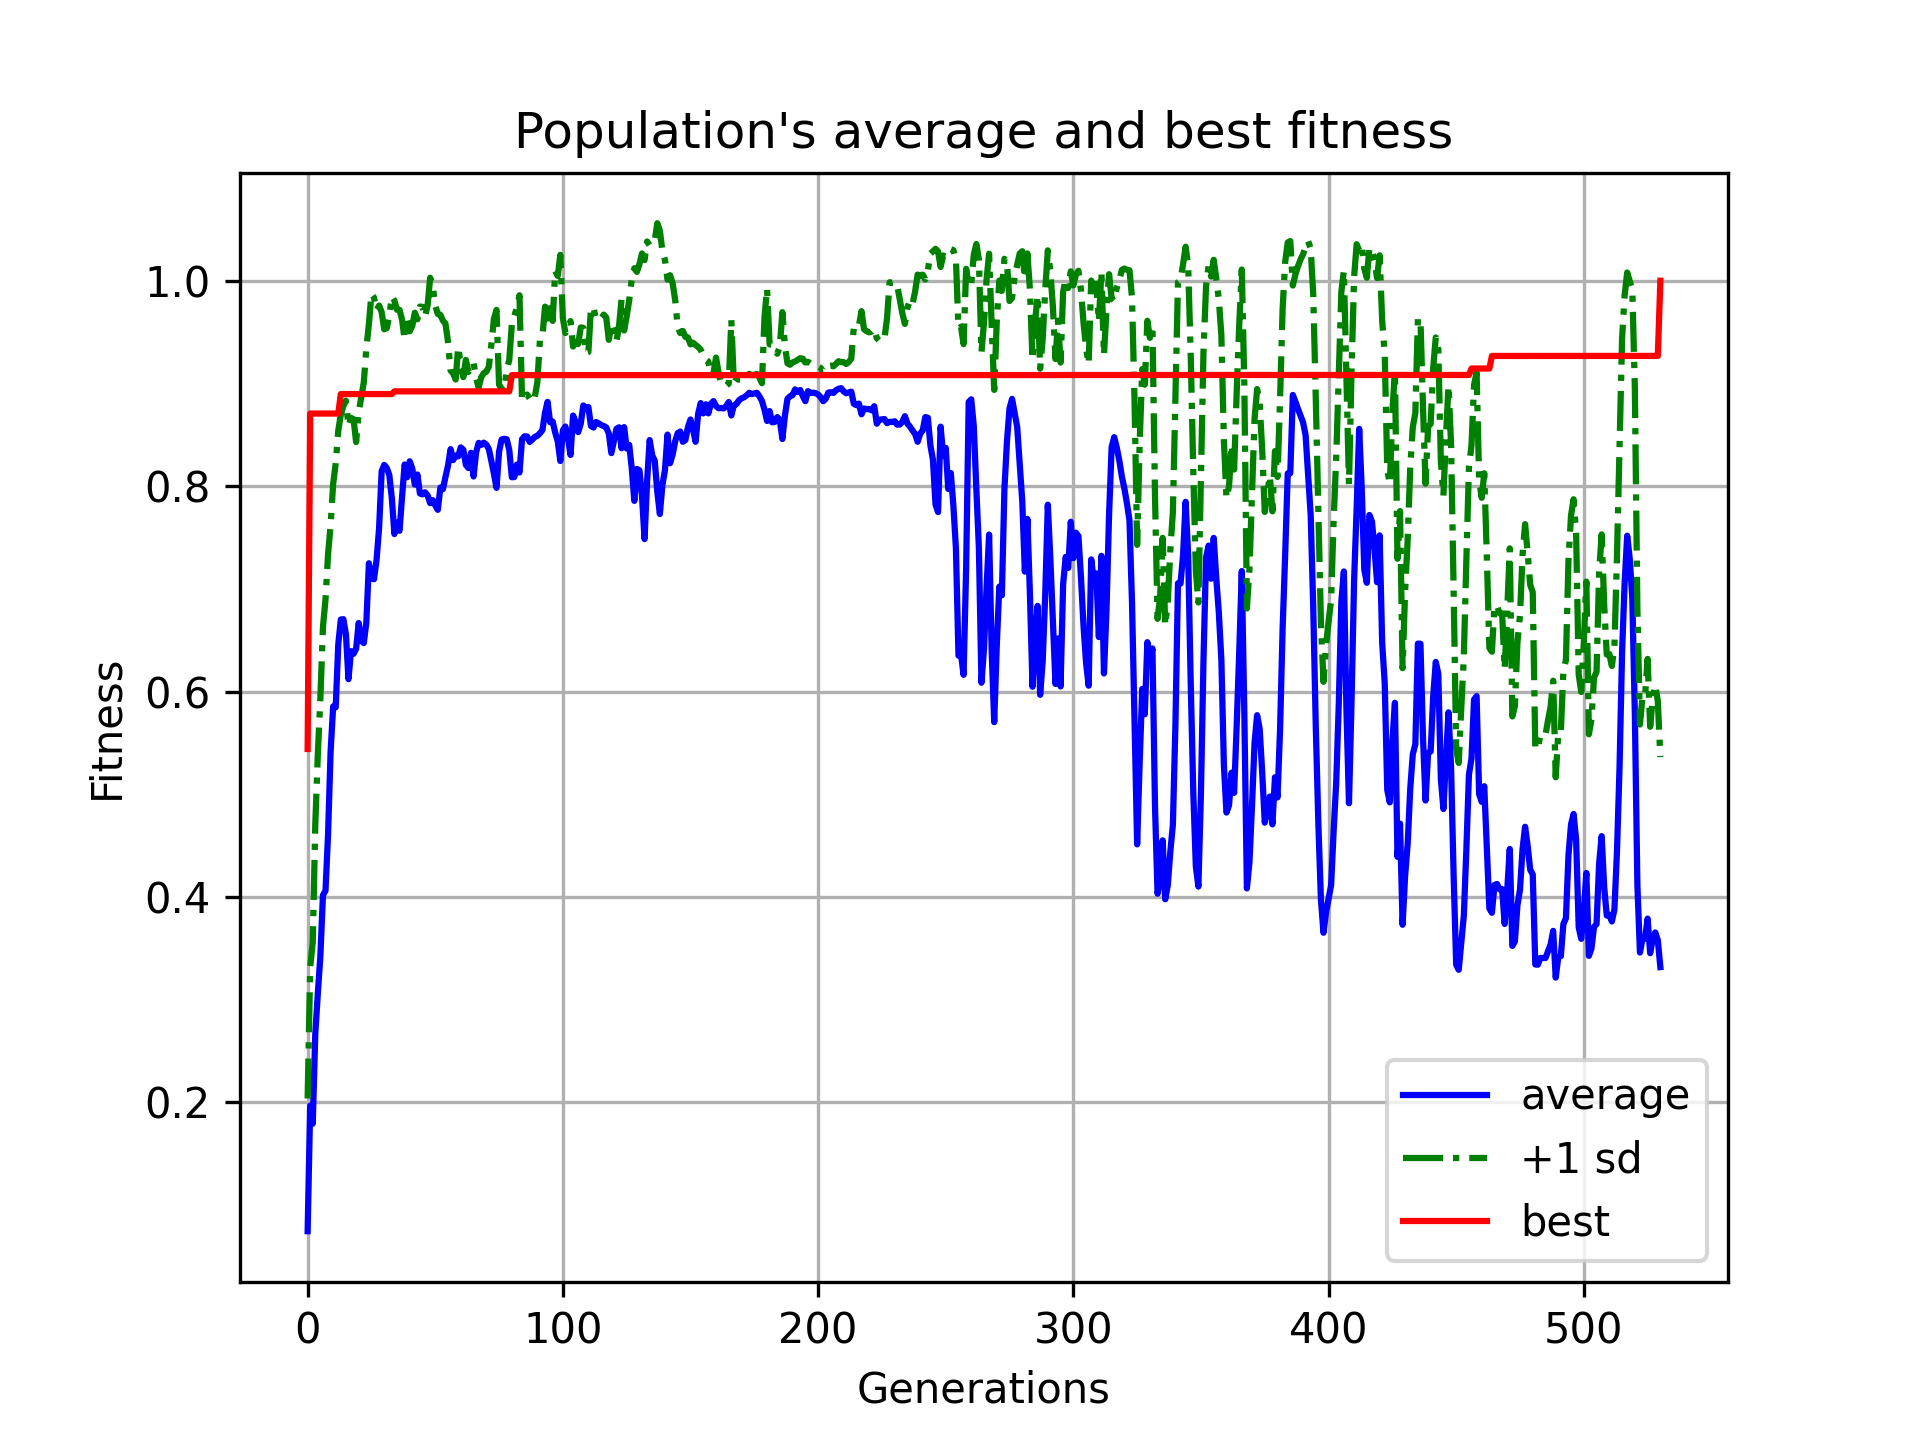 Population's average and best fitness
Fitness
1.0
0.8
0.6
0.4
0.2
average
+1 sd
best
0 100 200 300 400 500
Generations